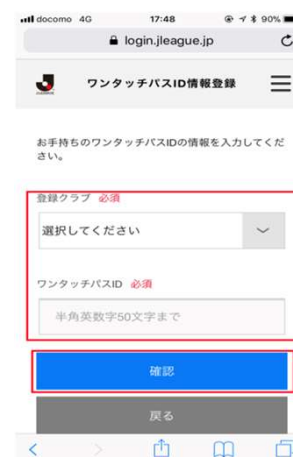 docomo 4G 17:48 90%
login.jleague.jp
ワンタッチパスID情報登録
お手持ちのワンタッチパスIDの情報を入力してくだ
さい。
登録クラブ 必須
選択してください
ワンタッチパスID 必須
半角英数字50文字まで
確認
戻る